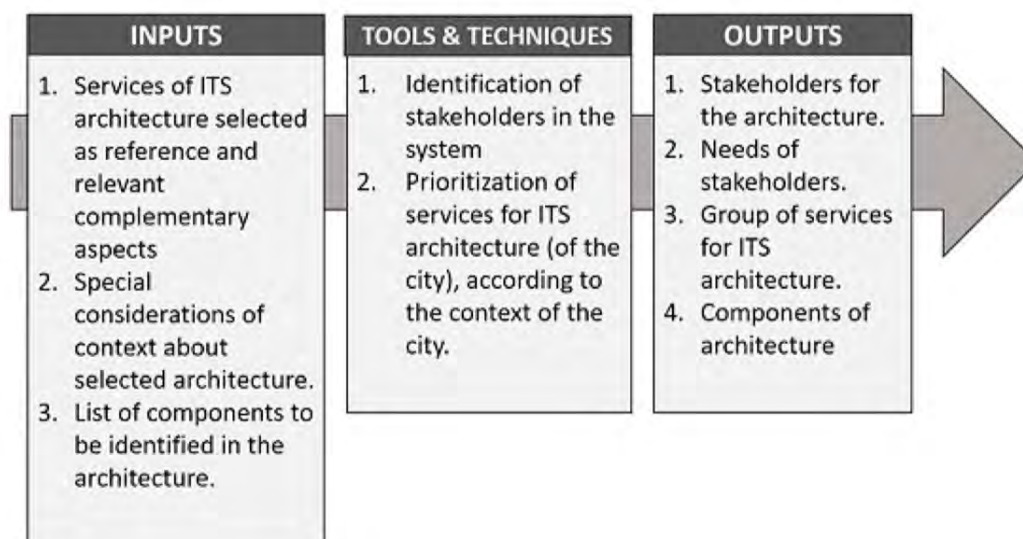 INPUTS
1. Services of ITS
architecture selected
as reference and
relevant
complementary
aspects
2. Special
considerations of
context about
selected architecture.
3. List of components to
be identified in the
architecture.
TOOLS & TECHNIQUES
1. Identification of
stakeholders in the
system
2. Prioritization of
services for ITS
architecture (of the
city), according to
the context of the
city.
OUTPUTS
1. Stakeholders for
the architecture.
2. Needs of
stakeholders.
3. Group of services
for ITS
architecture.
4. Components of
architecture